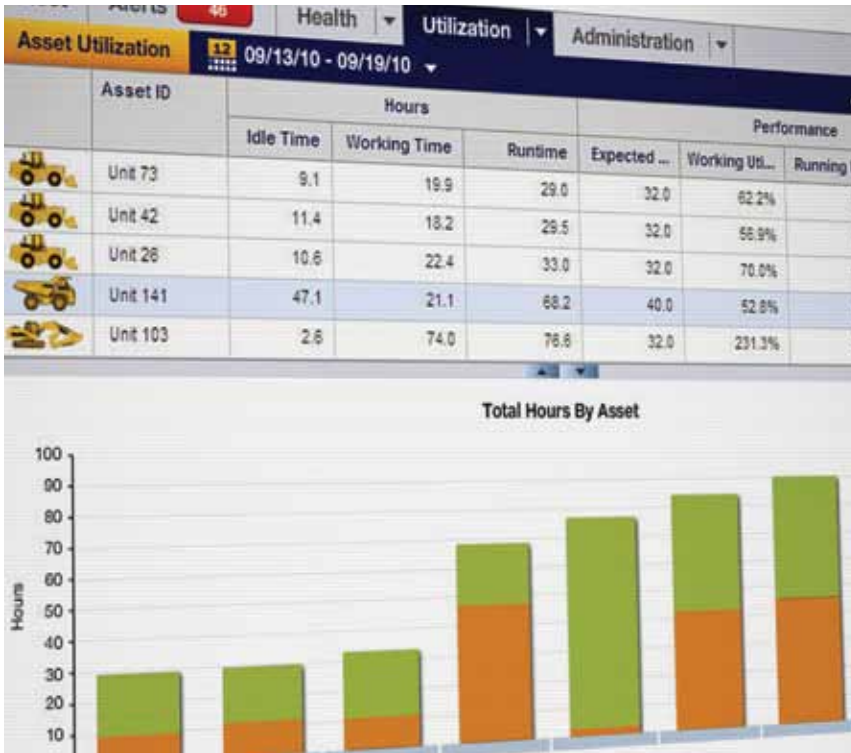 Alerts 46 Health Utilization Administration
Asset Utilization 12 09/13/10 - 09/19/10
Asset ID Hours Performance
Idle Time Working Time Runtime Expected ... Working Uti... Running
Unit 73 9.1 19.9 29.0 32.0 62.2%
Unit 42 11.4 18.2 29.5 32.0 56.9%
Unit 26 10.6 22.4 33.0 32.0 70.0%
Unit 141 47.1 21.1 68.2 40.0 52.8%
Unit 103 2.6 74.0 76.6 32.0 231.3%
Total Hours By Asset
100
90
80
70
60
50
40
30
20
10
Hours